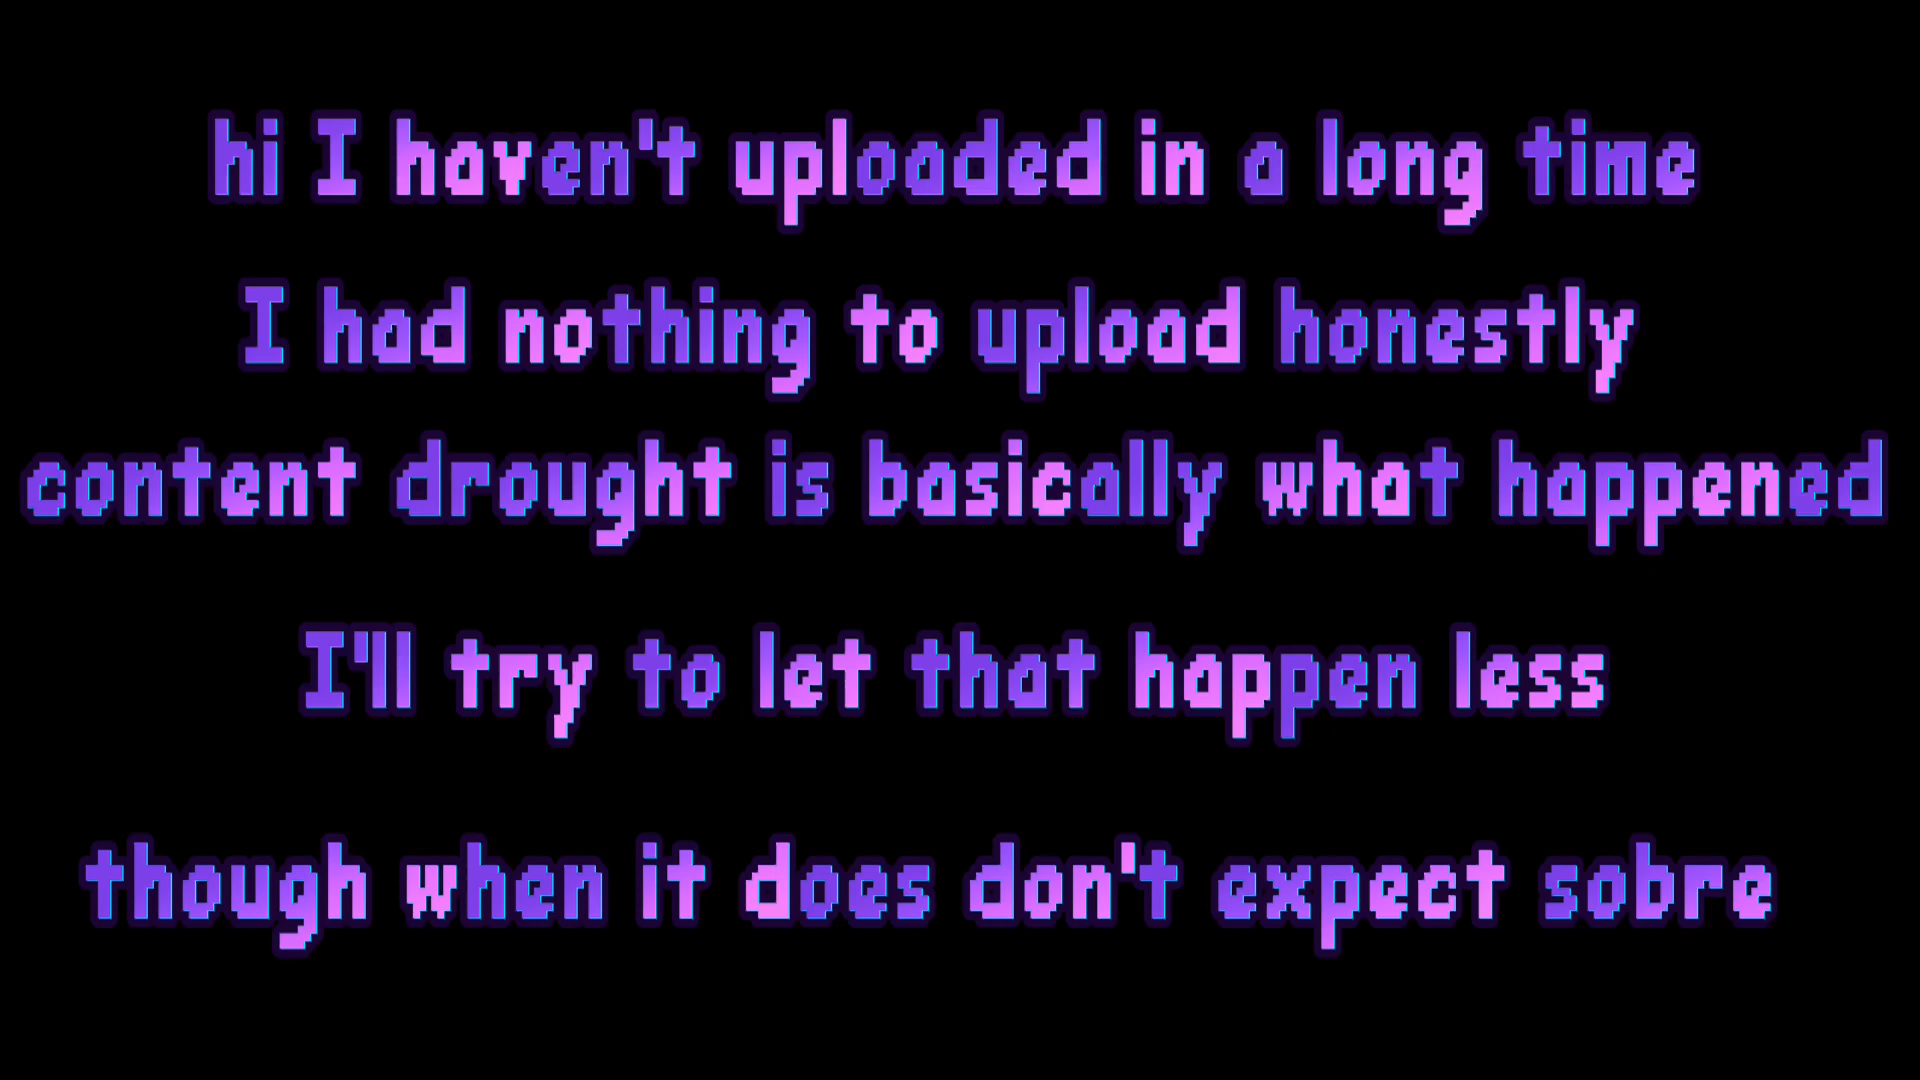 hi I haven't uploaded in a long time
I had nothing to upload honestly
content drought is basically what happened
I'll try to let that happen less
though when it does don't expect sobre